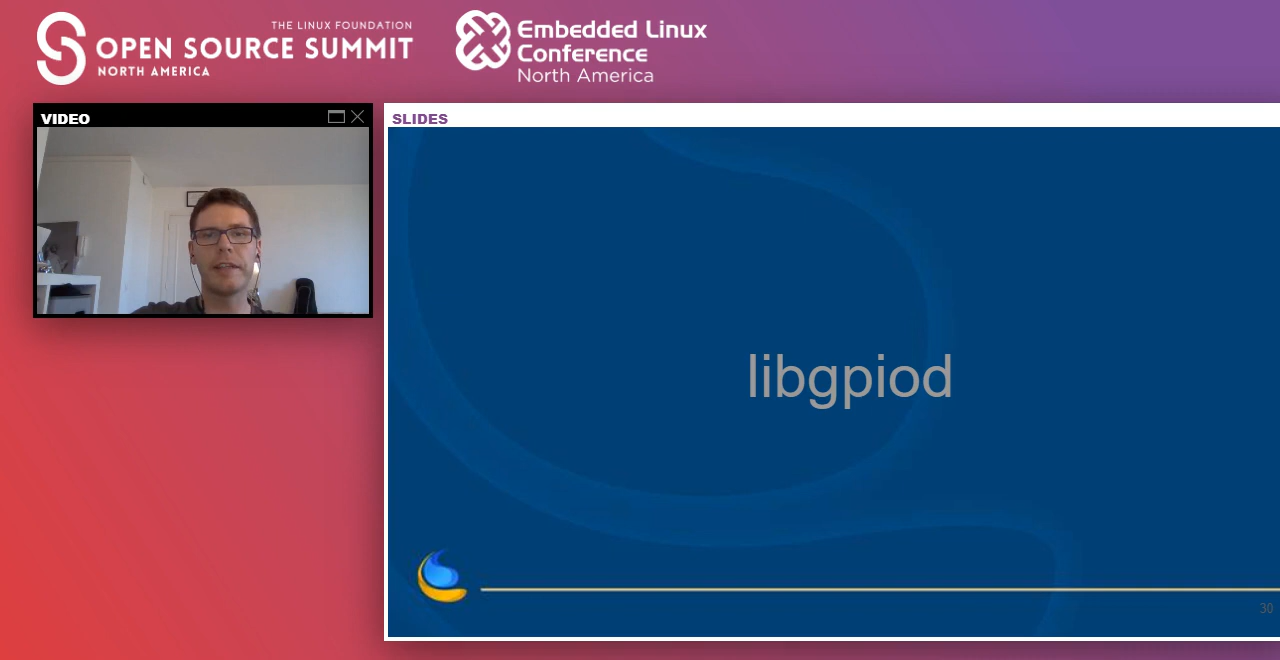 THE LINUX FOUNDATION
OPEN SOURCE SUMMIT
NORTH AMERICA
Embedded Linux
Conference
North America
VIDEO
SLIDES
libgpiod
30